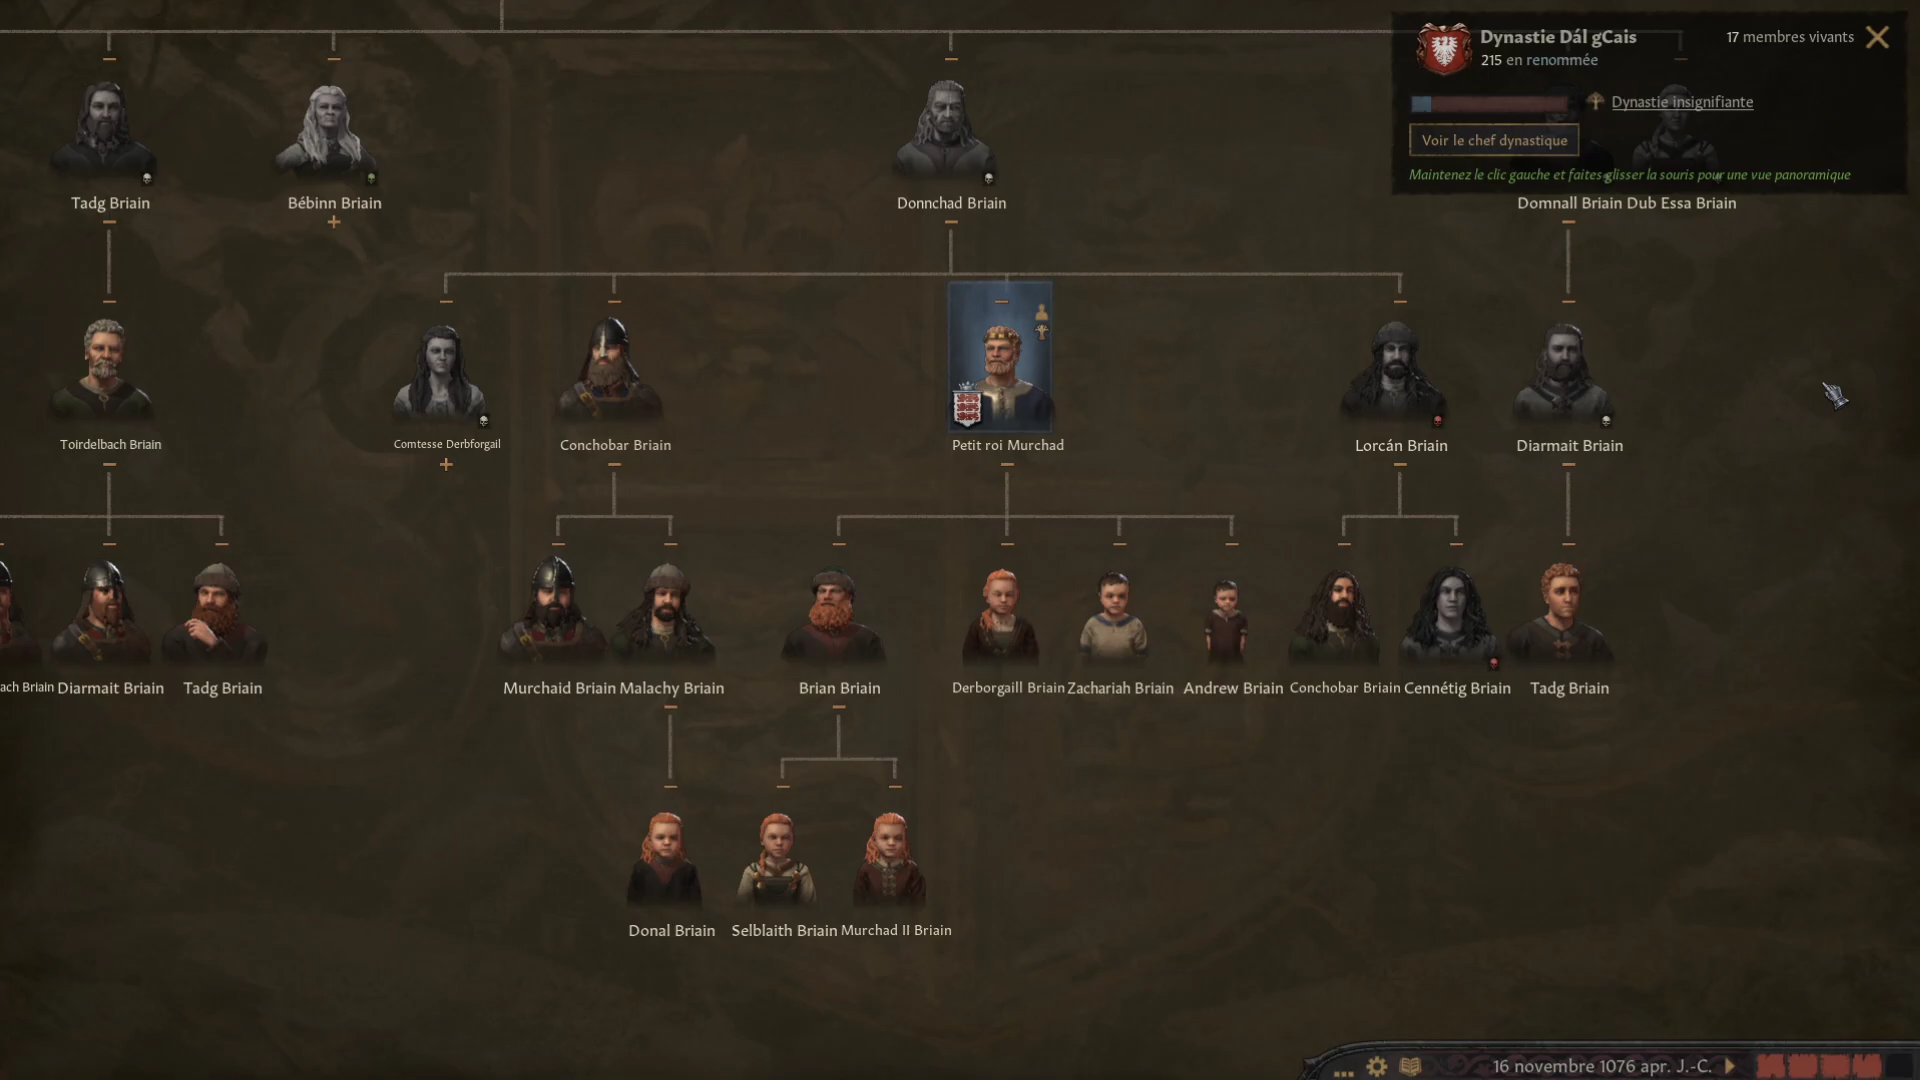 Dynastie Dál gCais
17 membres vivants
215 en renommée
Dynastie insignifiante
Voir le chef dynastique
Maintenez le clic gauche et faites glisser la souris pour une vue panoramique
Tadg Briain
Bébinn Briain
Donnchad Briain
Domnall Briain
Dub Essa Briain
Toirdelbach Briain
Comtesse Derbforgail
Conchobar Briain
Petit roi Murchad
Lorcán Briain
Diarmait Briain
ach Briain
Diarmait Briain
Tadg Briain
Murchaid Briain
Malachy Briain
Brian Briain
Derborgaill Briain
Zachariah Briain
Andrew Briain
Conchobar Briain
Cennétig Briain
Tadg Briain
Donal Briain
Selblaith Briain
Murchad II Briain
... 16 novembre 1076 apr. J.-C.